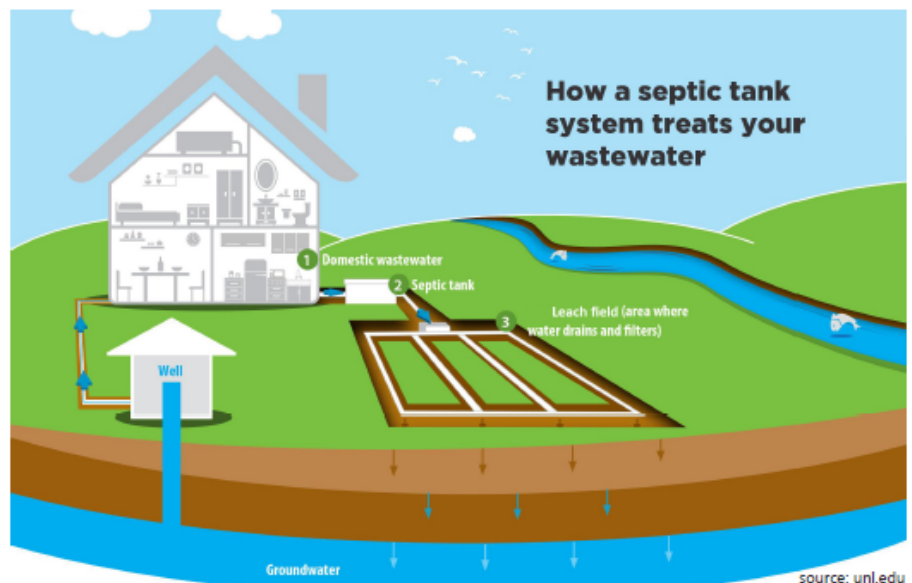 How a septic tank
system treats your
wastewater
1 Domestic wastewater
2 Septic tank
3 Leach field (area where
water drains and filters)
Well
Groundwater
source: unl.edu